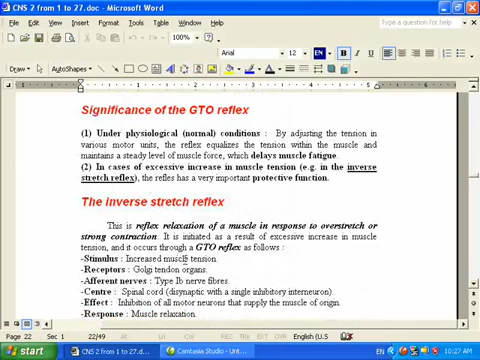 CNS 2 from 1 to 27.doc - Microsoft Word
File Edit View Insert Format Tools Table Window Help
Type a question for help
100%
Arial 12 EN B I U
Draw AutoShapes
Significance of the GTO reflex
(1) Under physiological (normal) conditions : By adjusting the tension in
various motor units, the reflex equalizes the tension within the muscle and
maintains a steady level of muscle force, which delays muscle fatigue.
(2) In cases of excessive increase in muscle tension (e.g. in the inverse
stretch reflex), the refles has a very important protective function.
The inverse stretch reflex
This is reflex relaxation of a muscle in response to overstretch or
strong contraction. It is initiated as a result of excessive increase in muscle
tension, and it occurs through a GTO reflex as follows :
-Stimulus : Increased muscle tension.
-Receptors : Golgi tendon organs.
-Afferent nerves : Type Ib nerve fibres.
-Centre : Spinal cord (disynaptic with a single inhibitory interneuron).
-Effect : Inhibition of all motor neurons that supply the muscle of origin.
-Response : Muscle relaxation.
Page 22 Sec 1 22/49 REC TRK EXT OVR English (U.S
start CNS 2 from 1 to 27.do... Camtasia Studio - Unt... 10:27 AM